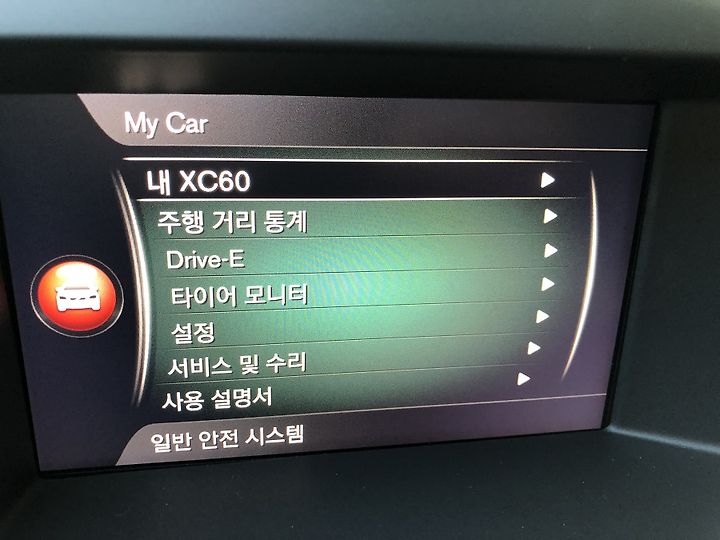 My Car
내 XC60
주행 거리 통계
Drive-E
타이어 모니터
설정
서비스 및 수리
사용 설명서
일반 안전 시스템